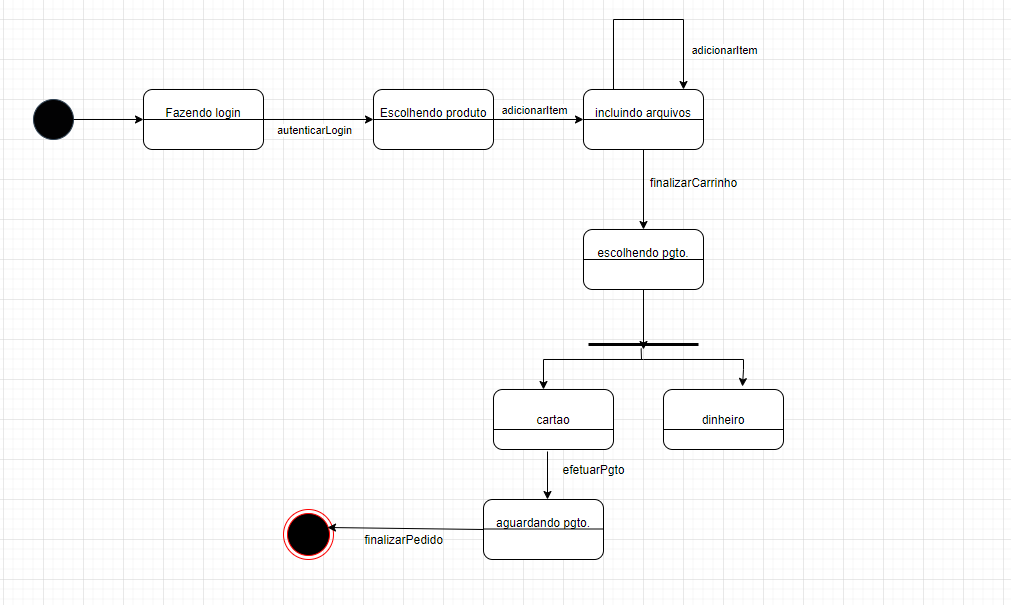 adicionarItem
Fazendo login
autenticarLogin
Escolhendo produto
adicionarItem
incluindo arquivos
finalizarCarrinho
escolhendo pgto.
cartao
dinheiro
efetuarPgto
aguardando pgto.
finalizarPedido